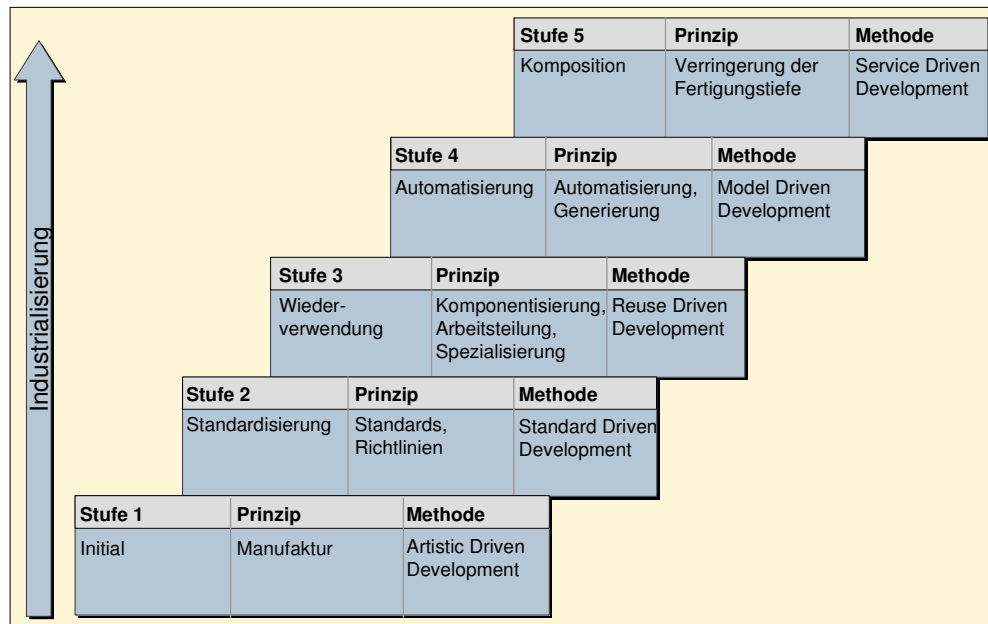 Stufe 5 Prinzip Methode
Komposition Verringerung der Service Driven
Fertigungstiefe Development
Stufe 4 Prinzip Methode
Automatisierung Automatisierung, Model Driven
Generierung Development
Stufe 3 Prinzip Methode
Wieder- Komponentisierung, Reuse Driven
verwendung Arbeitsteilung, Development
Spezialisierung
Stufe 2 Prinzip Methode
Standardisierung Standards, Standard Driven
Richtlinien Development
Stufe 1 Prinzip Methode
Initial Manufaktur Artistic Driven
Development
Industrialisierung